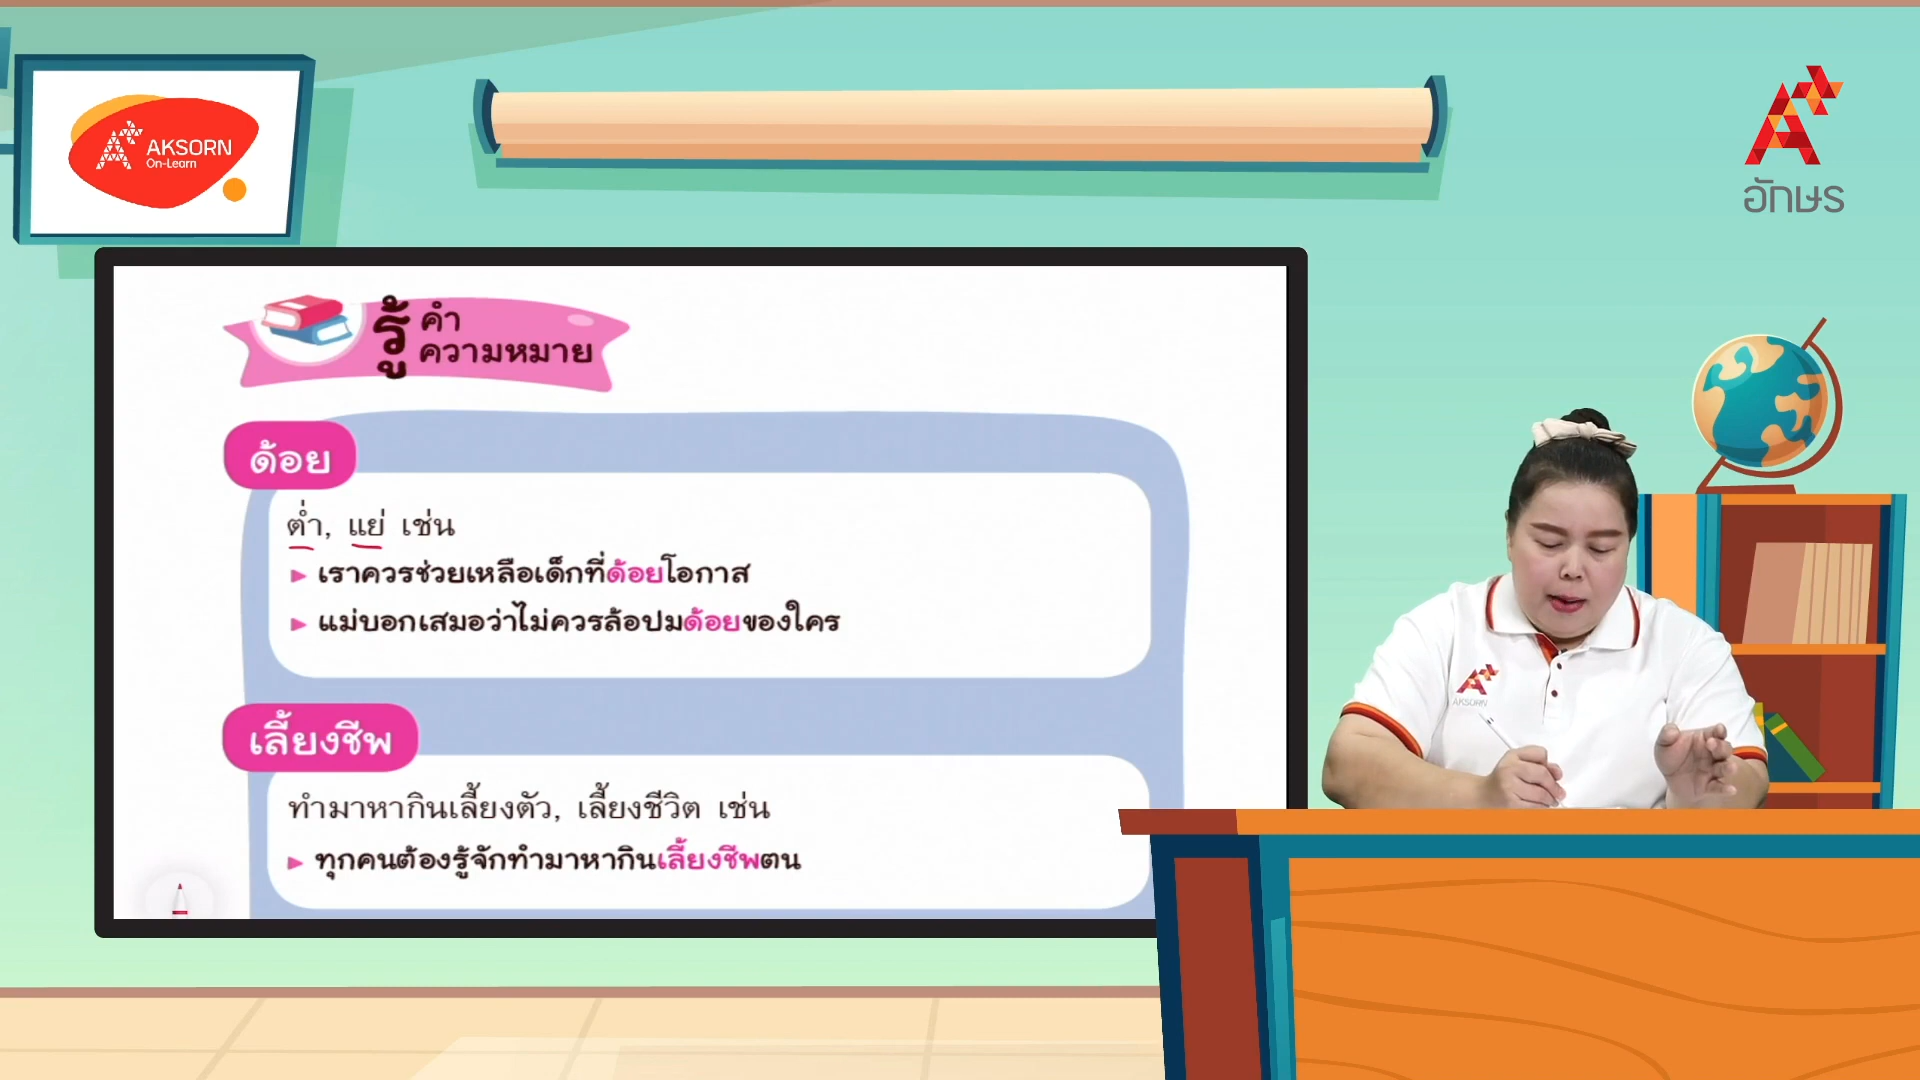 AKSORN
On-Learn
อักษร
รู้คำ
ความหมาย
ด้อย
ต่ำ, แย่ เช่น
เราควรช่วยเหลือเด็กที่ด้อยโอกาส
แม่บอกเสมอว่าไม่ควรล้อปมด้อยของใคร
เลี้ยงชีพ
ทำมาหากินเลี้ยงตัว, เลี้ยงชีวิต เช่น
ทุกคนต้องรู้จักทำมาหากินเลี้ยงชีพตน
AKSORN